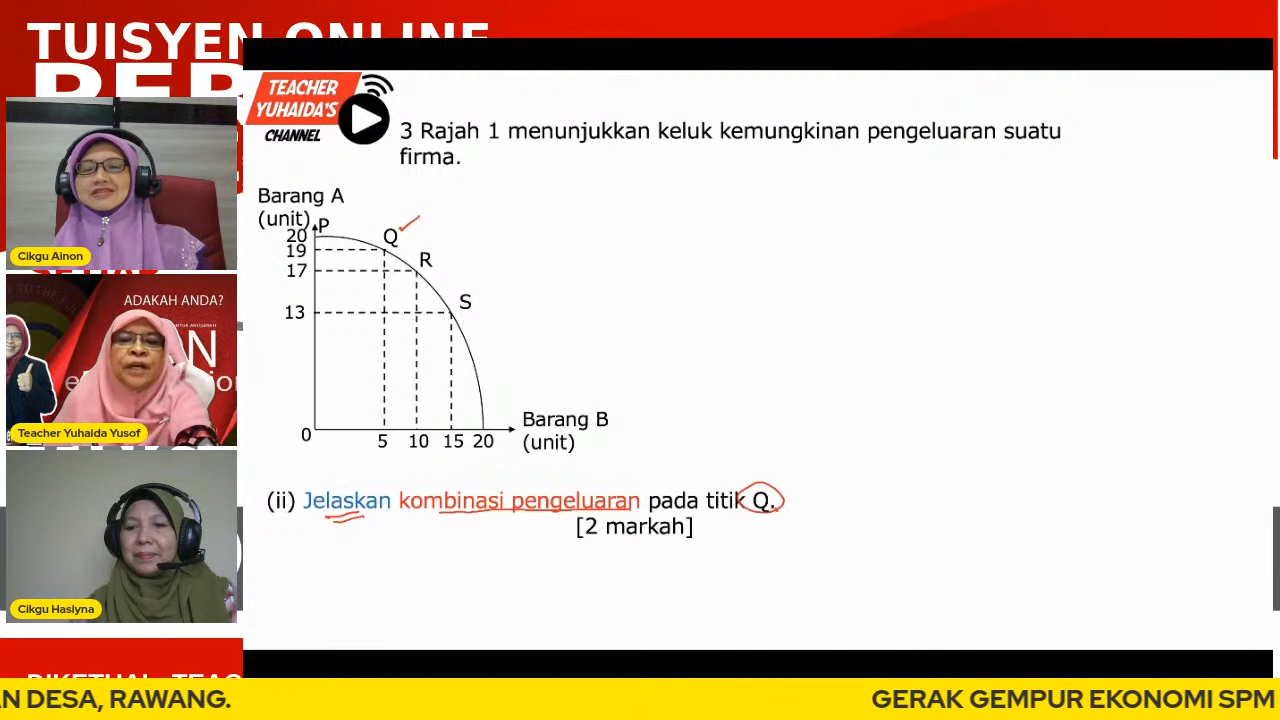 TUISYEN ONLINE
TEACHER
YUHAIDA'S
CHANNEL
3 Rajah 1 menunjukkan keluk kemungkinan pengeluaran suatu
firma.
Barang A
(unit)
P
Q
R
S
20
19
17
13
0
5 10 15 20
Barang B
(unit)
(ii) Jelaskan kombinasi pengeluaran pada titik Q.
[2 markah]
Cikgu Ainon
ADAKAH ANDA?
Teacher Yuhaida Yusof
Cikgu Haslyna
AN DESA, RAWANG.
GERAK GEMPUR EKONOMI SPM